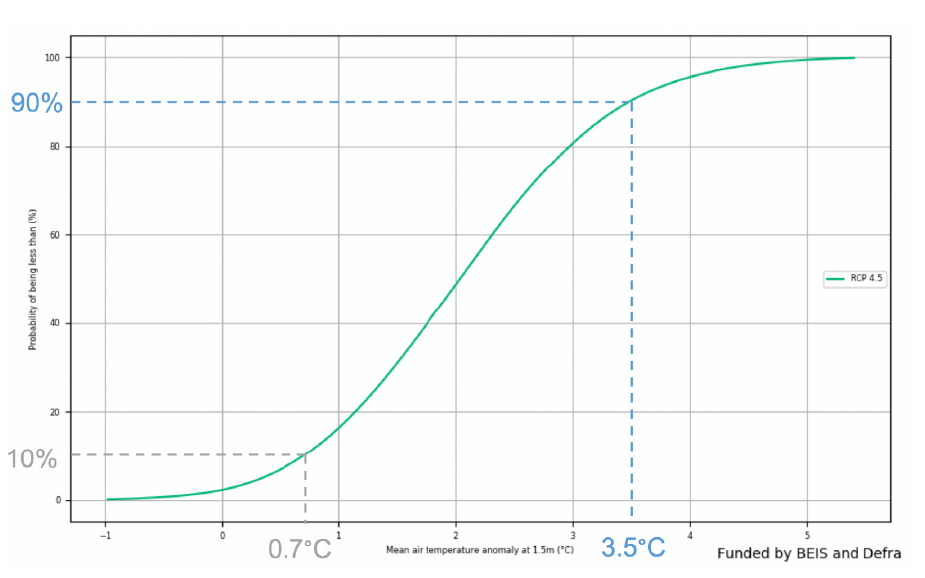 100
90%
80
Probability of being less than (%)
60
RCP 4.5
40
20
10%
0
−1 0 1 2 3 4 5
0.7°C Mean air temperature anomaly at 1.5m (°C) 3.5°C
Funded by BEIS and Defra